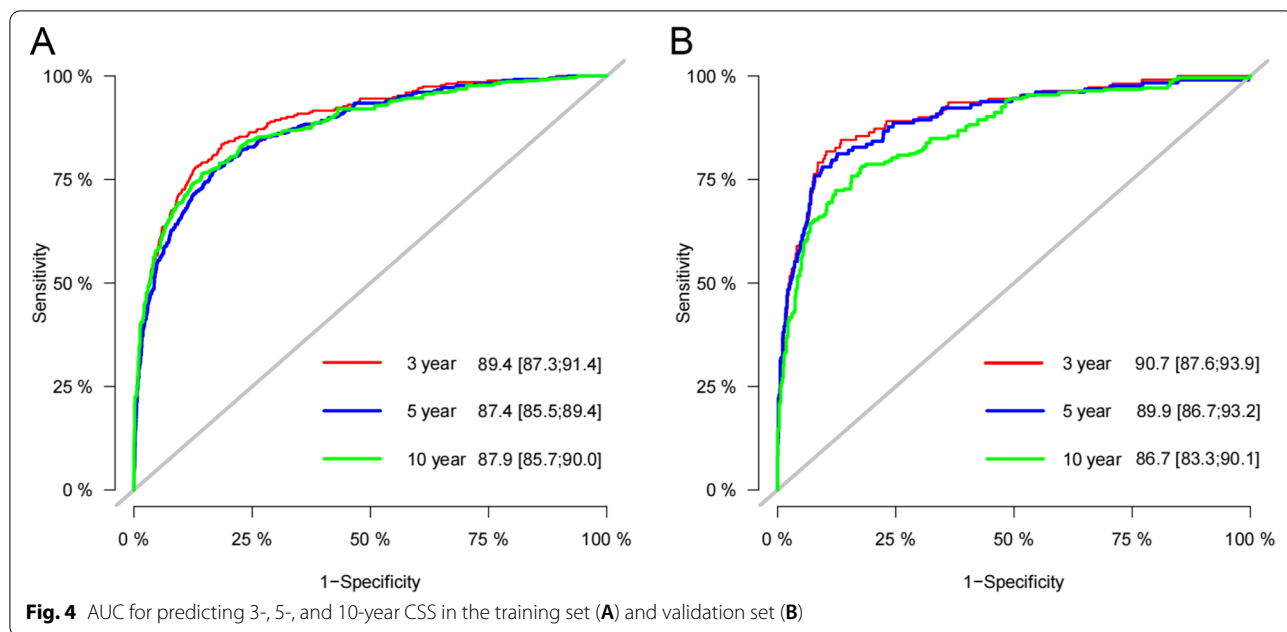 A
100 %
75 %
50 %
25 %
0 %
Sensitivity
3 year 89.4 [87.3;91.4]
5 year 87.4 [85.5;89.4]
10 year 87.9 [85.7;90.0]
0 % 25 % 50 % 75 % 100 %
1−Specificity
B
100 %
75 %
50 %
25 %
0 %
Sensitivity
3 year 90.7 [87.6;93.9]
5 year 89.9 [86.7;93.2]
10 year 86.7 [83.3;90.1]
0 % 25 % 50 % 75 % 100 %
1−Specificity
Fig. 4 AUC for predicting 3-, 5-, and 10-year CSS in the training set (A) and validation set (B)